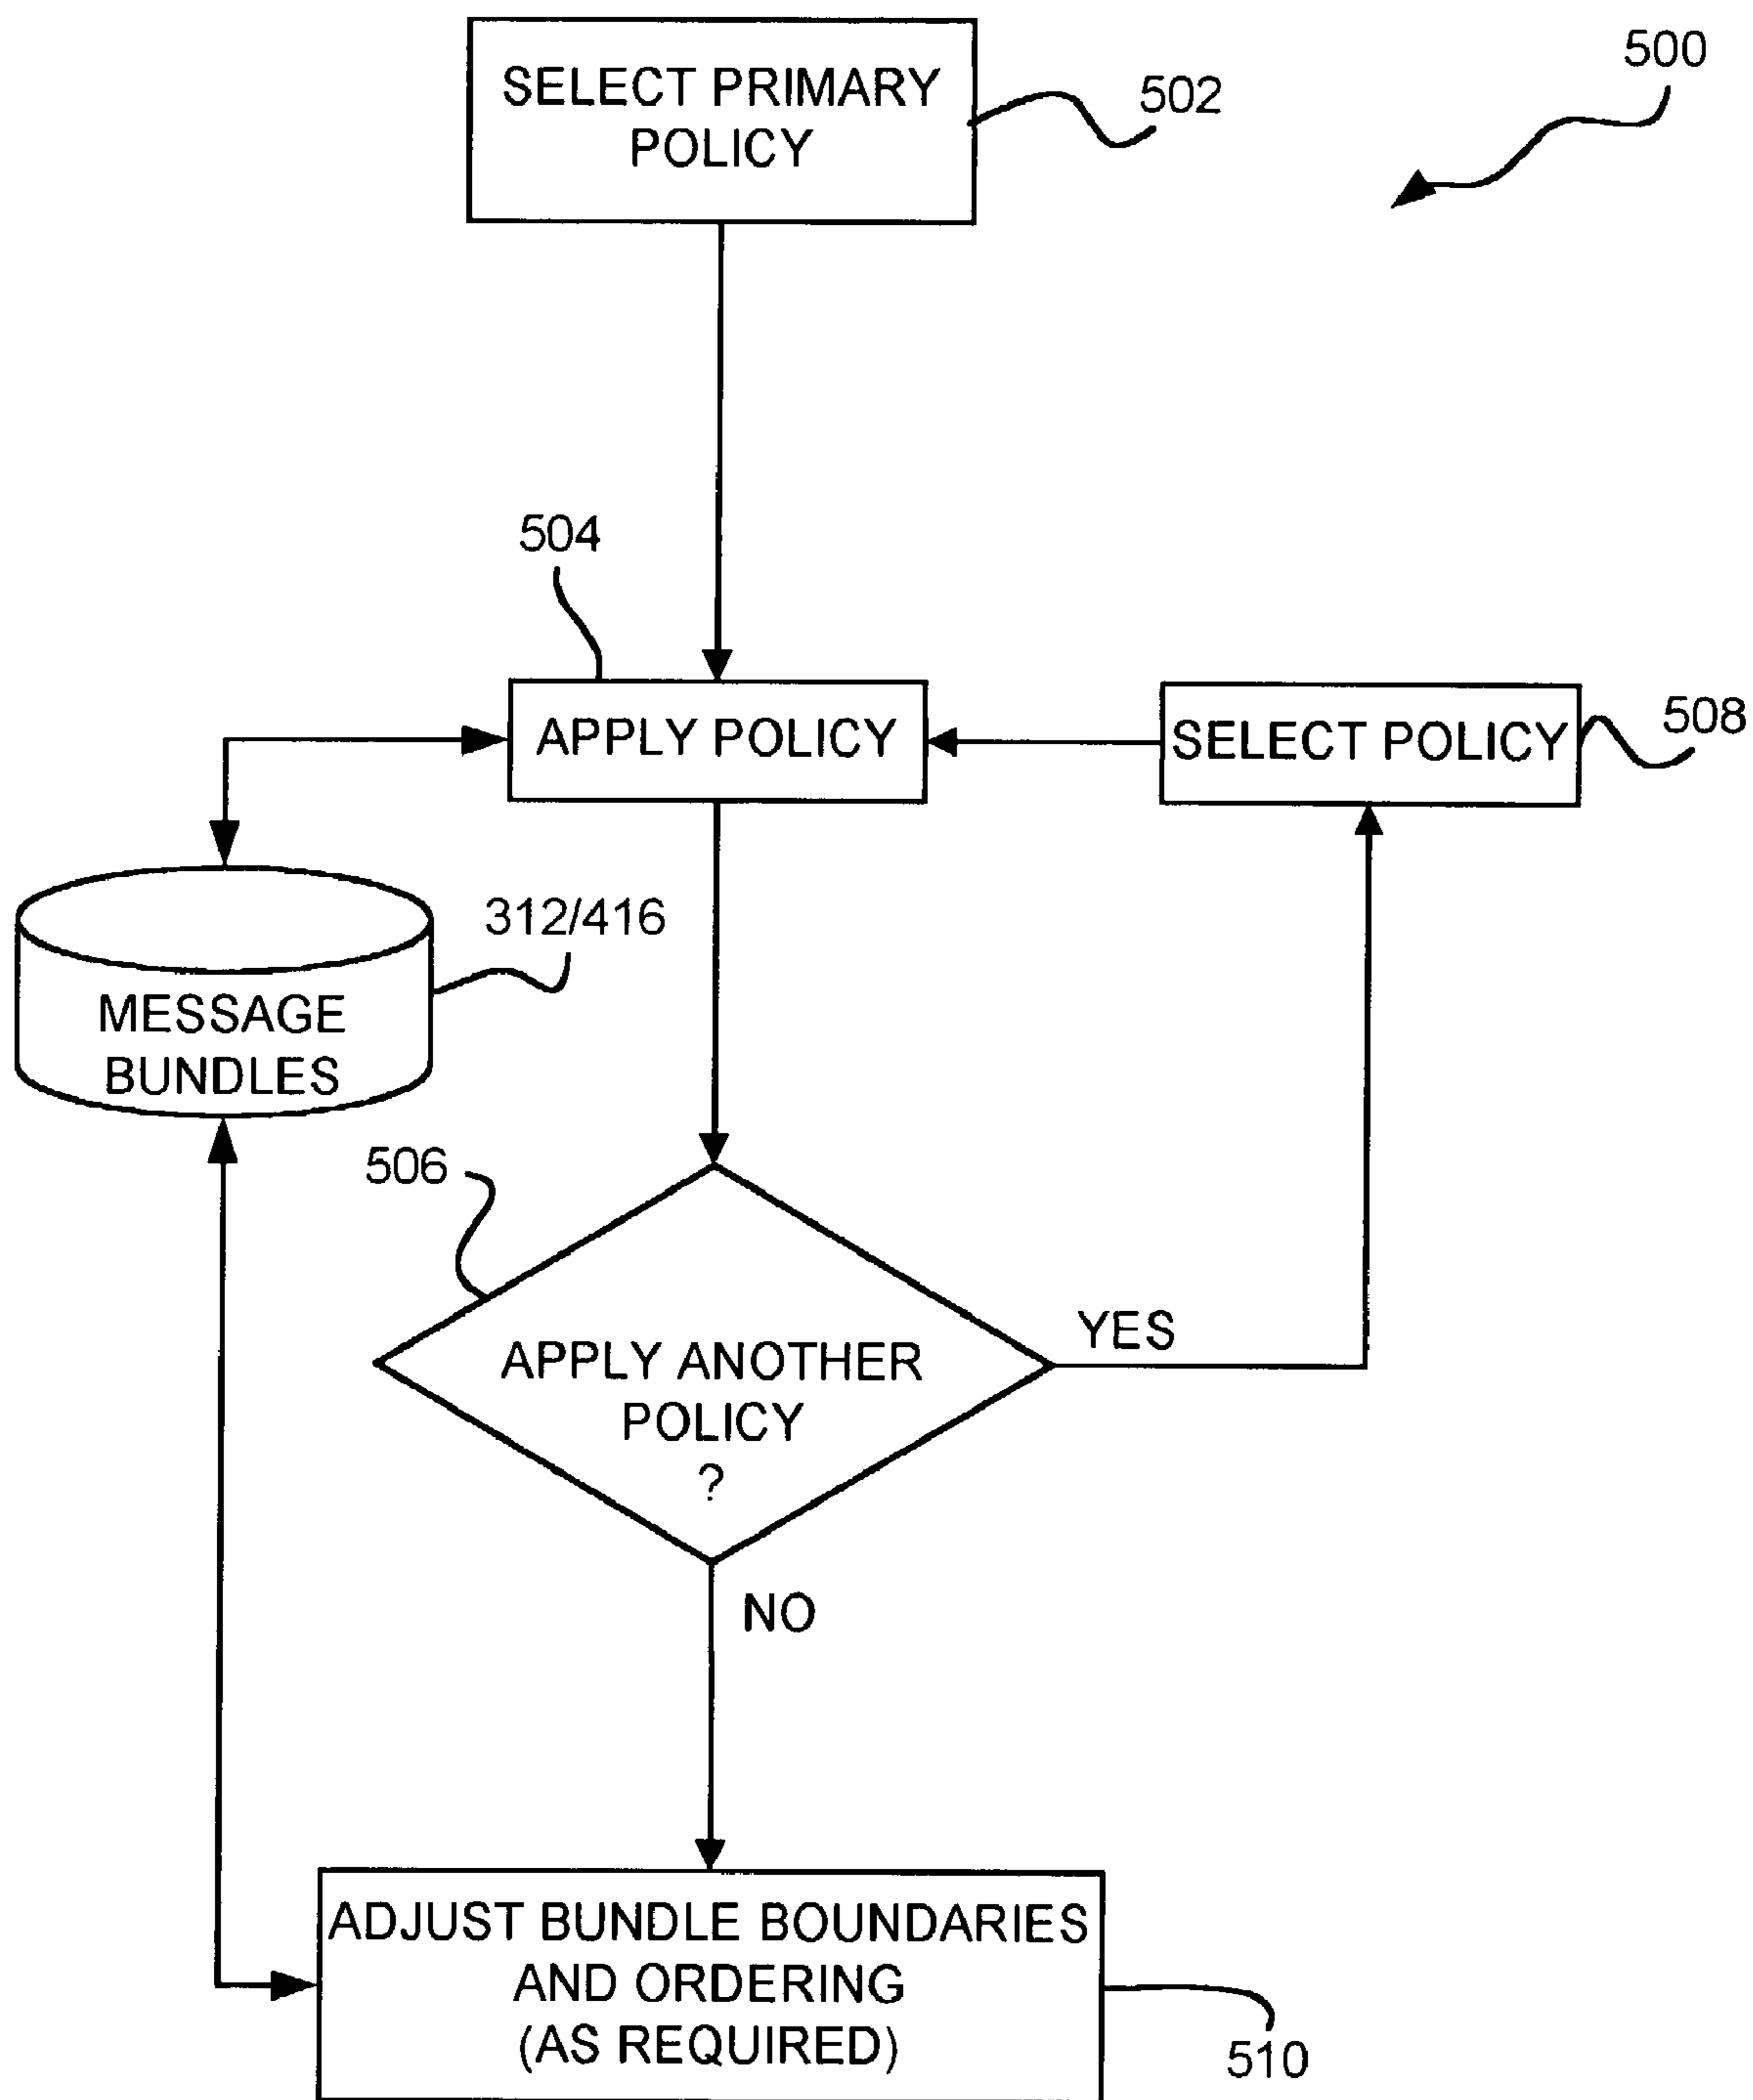 500
SELECT PRIMARY
POLICY
502
504
APPLY POLICY
SELECT POLICY
508
312/416
MESSAGE
BUNDLES
506
APPLY ANOTHER
POLICY
?
YES
NO
ADJUST BUNDLE BOUNDARIES
AND ORDERING
(AS REQUIRED)
510